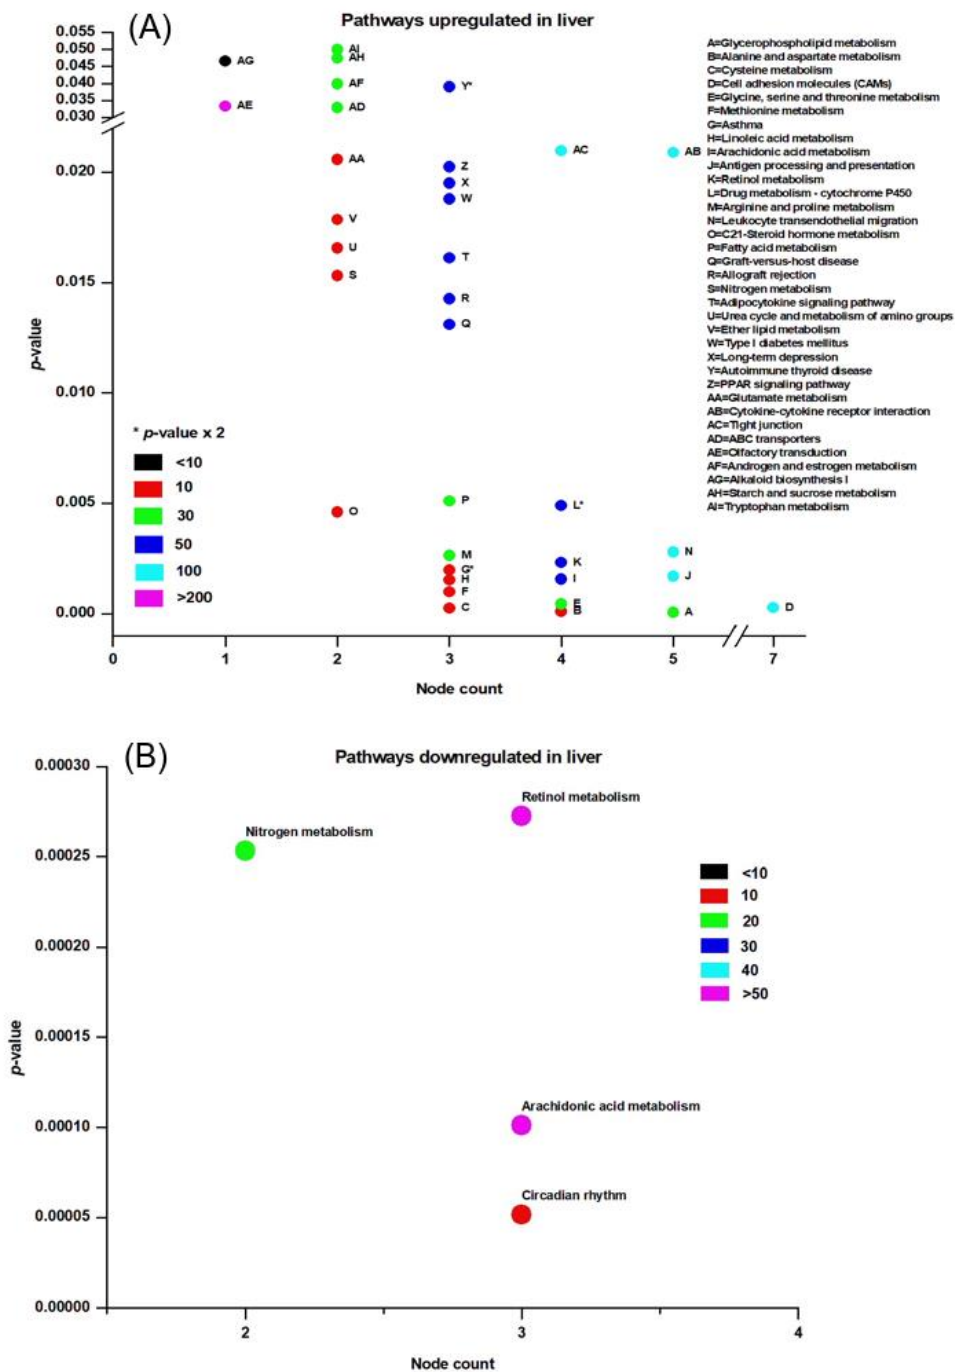 (A)
Pathways upregulated in liver
0.055
0.050
0.045
0.040
0.035
0.030
0.020
0.015
0.010
0.005
0.000
p-value
AG
AE
AI
AH
AF
AD
Y*
AA
AC
AB
Z
X
W
V
U
S
T
R
Q
O
P
L*
M
G*
H
F
C
K
I
E
B
N
J
A
D
* p-value x 2
<10
10
30
50
100
>200
A=Glycerophospholipid metabolism
B=Alanine and aspartate metabolism
C=Cysteine metabolism
D=Cell adhesion molecules (CAMs)
E=Glycine, serine and threonine metabolism
F=Methionine metabolism
G=Asthma
H=Linoleic acid metabolism
I=Arachidonic acid metabolism
J=Antigen processing and presentation
K=Retinol metabolism
L=Drug metabolism - cytochrome P450
M=Arginine and proline metabolism
N=Leukocyte transendothelial migration
O=C21-Steroid hormone metabolism
P=Fatty acid metabolism
Q=Graft-versus-host disease
R=Allograft rejection
S=Nitrogen metabolism
T=Adipocytokine signaling pathway
U=Urea cycle and metabolism of amino groups
V=Ether lipid metabolism
W=Type I diabetes mellitus
X=Long-term depression
Y=Autoimmune thyroid disease
Z=PPAR signaling pathway
AA=Glutamate metabolism
AB=Cytokine-cytokine receptor interaction
AC=Tight junction
AD=ABC transporters
AE=Olfactory transduction
AF=Androgen and estrogen metabolism
AG=Alkaloid biosynthesis I
AH=Starch and sucrose metabolism
AI=Tryptophan metabolism
0 1 2 3 4 5 7
Node count
(B)
Pathways downregulated in liver
0.00030
0.00025
0.00020
0.00015
0.00010
0.00005
0.00000
p-value
Retinol metabolism
Nitrogen metabolism
Arachidonic acid metabolism
Circadian rhythm
<10
10
20
30
40
>50
2 3 4
Node count